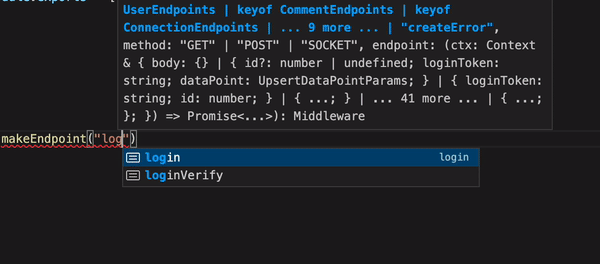 UserEndpoints | keyof CommentEndpoints | keyof
ConnectionEndpoints | ... 9 more ... | "createError",
method: "GET" | "POST" | "SOCKET", endpoint: (ctx: Context
& { body: {} | { id?: number | undefined; loginToken:
string; dataPoint: UpsertDataPointParams; } | { loginToken:
string; id: number; } | { ...; } | ... 41 more ... | { ...;
}; }) => Promise<...>): Middleware
makeEndpoint("log")
login login
loginVerify